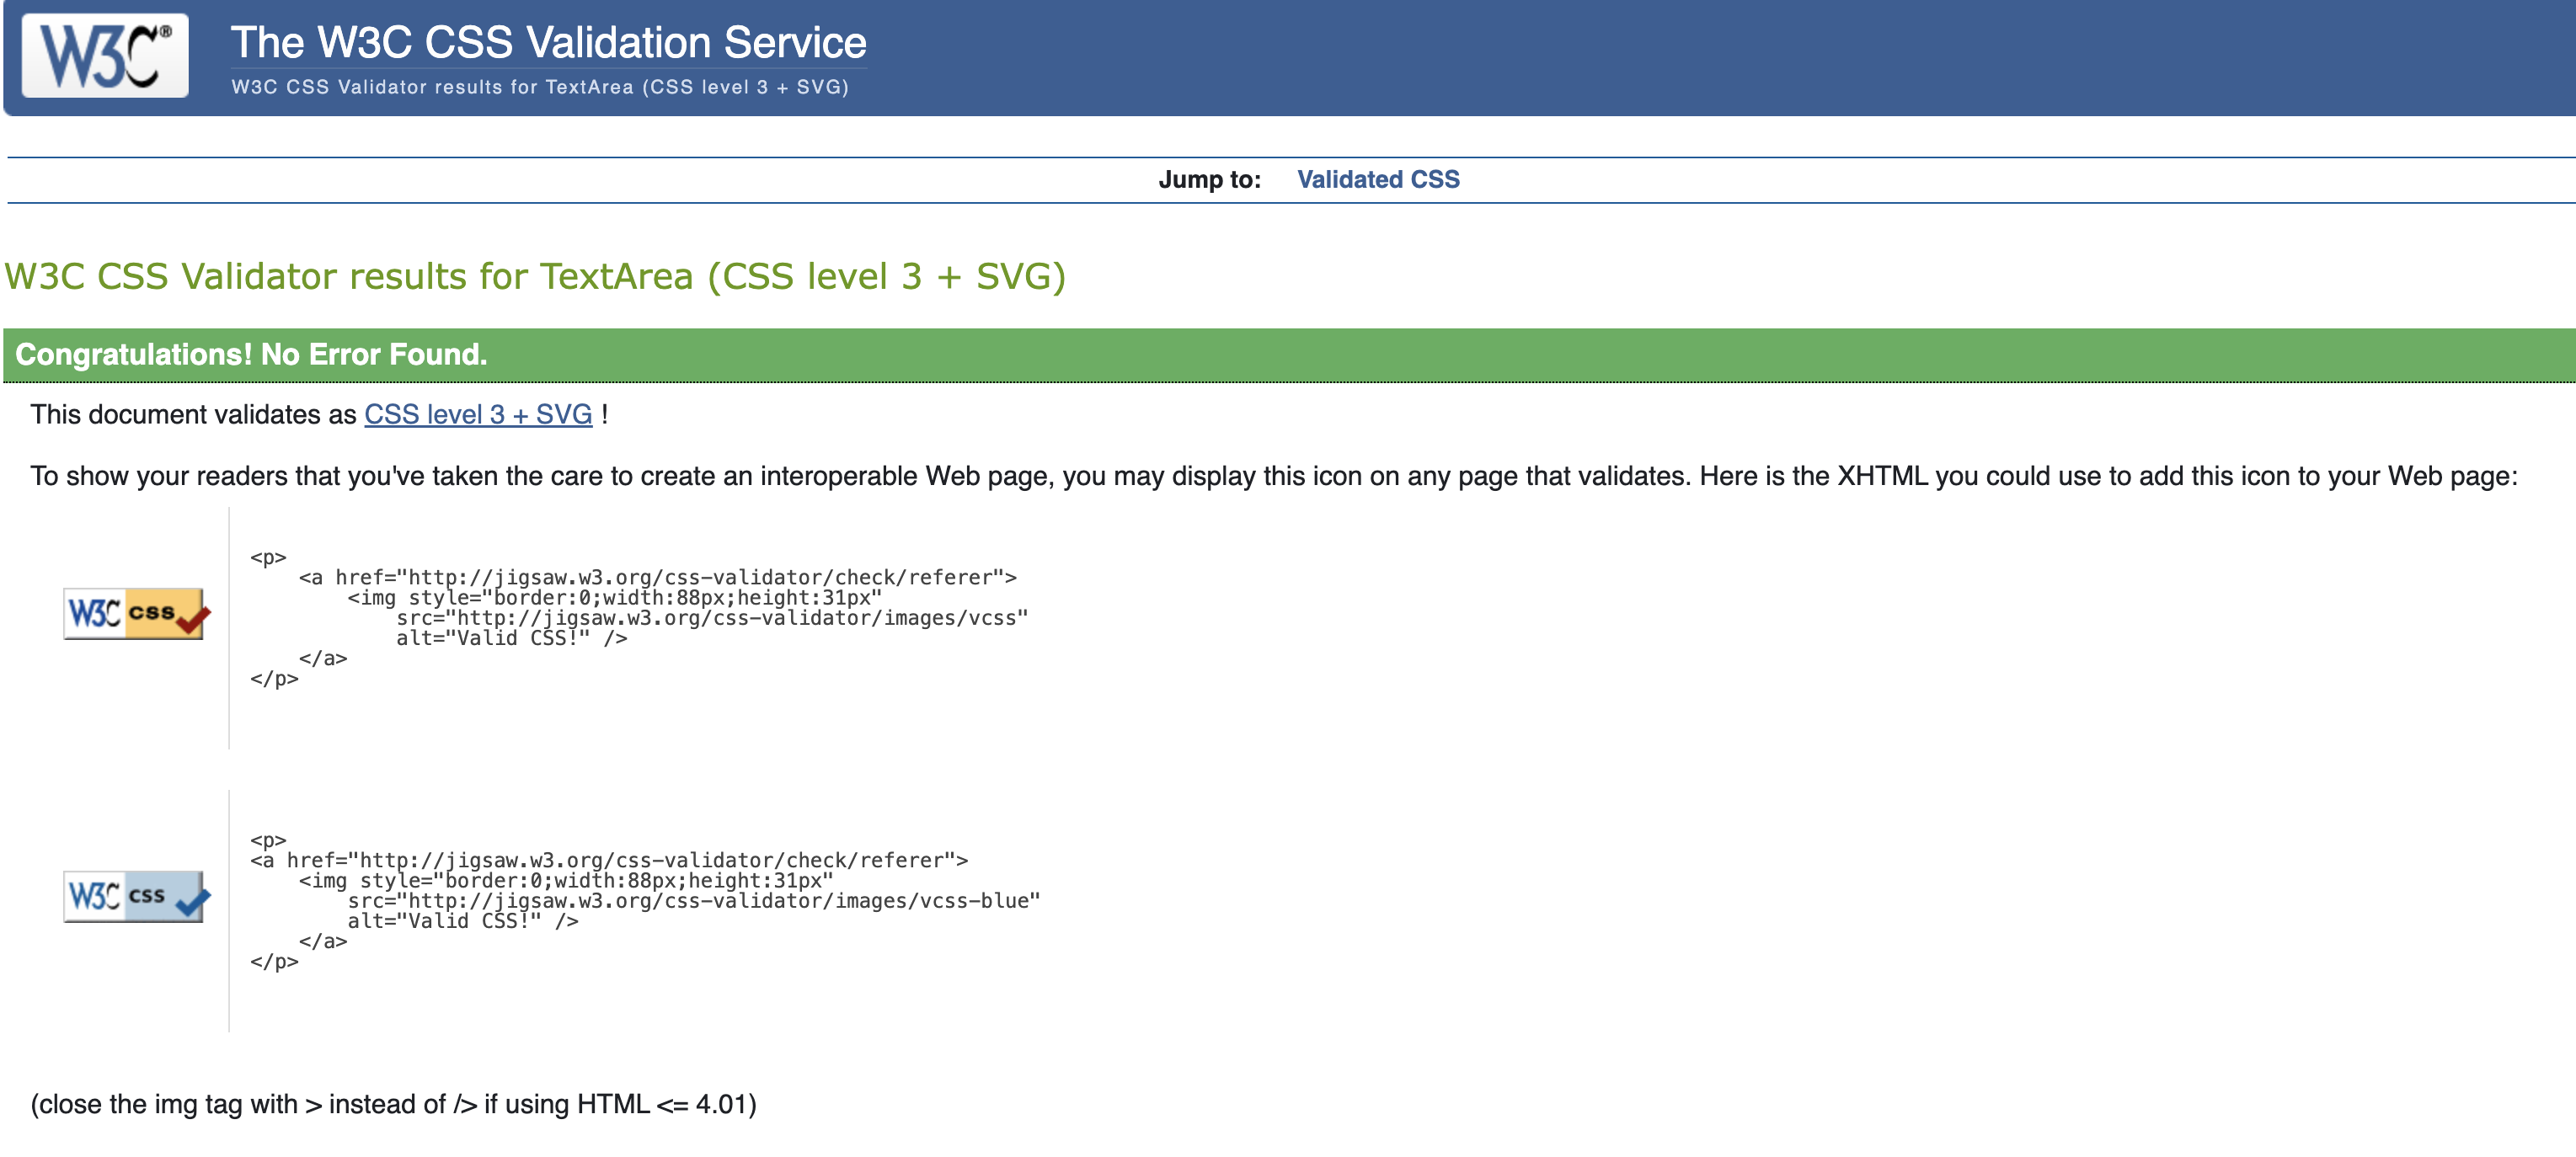 W3C®
The W3C CSS Validation Service
W3C CSS Validator results for TextArea (CSS level 3 + SVG)
Jump to: Validated CSS
W3C CSS Validator results for TextArea (CSS level 3 + SVG)
Congratulations! No Error Found.
This document validates as CSS level 3 + SVG !
To show your readers that you've taken the care to create an interoperable Web page, you may display this icon on any page that validates. Here is the XHTML you could use to add this icon to your Web page:
W3C css
<p>
    <a href="http://jigsaw.w3.org/css-validator/check/referer">
        <img style="border:0;width:88px;height:31px"
            src="http://jigsaw.w3.org/css-validator/images/vcss"
            alt="Valid CSS!" />
    </a>
</p>
W3C css
<p>
<a href="http://jigsaw.w3.org/css-validator/check/referer">
    <img style="border:0;width:88px;height:31px"
        src="http://jigsaw.w3.org/css-validator/images/vcss-blue"
        alt="Valid CSS!" />
    </a>
</p>
(close the img tag with > instead of /> if using HTML <= 4.01)